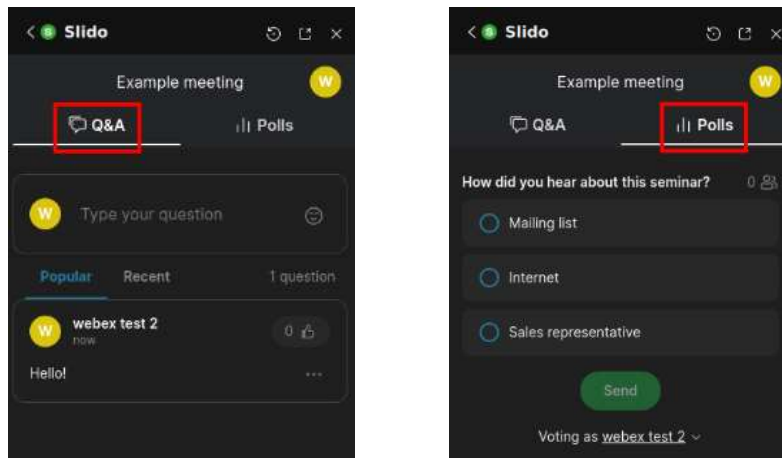 Slido
Example meeting
W
Q&A
Polls
W
Type your question
Popular
Recent
1 question
W
webex test 2
now
0
Hello!
Slido
Example meeting
W
Q&A
Polls
How did you hear about this seminar?
0
Mailing list
Internet
Sales representative
Send
Voting as webex test 2